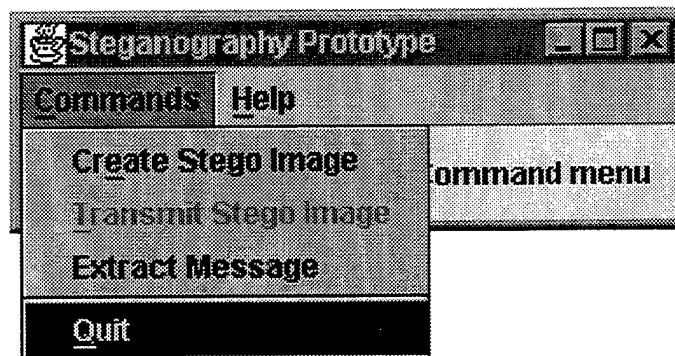 Steganography Prototype
Commands Help
Create Stego Image
ommand menu
Transmit Stego Image
Extract Message
Quit